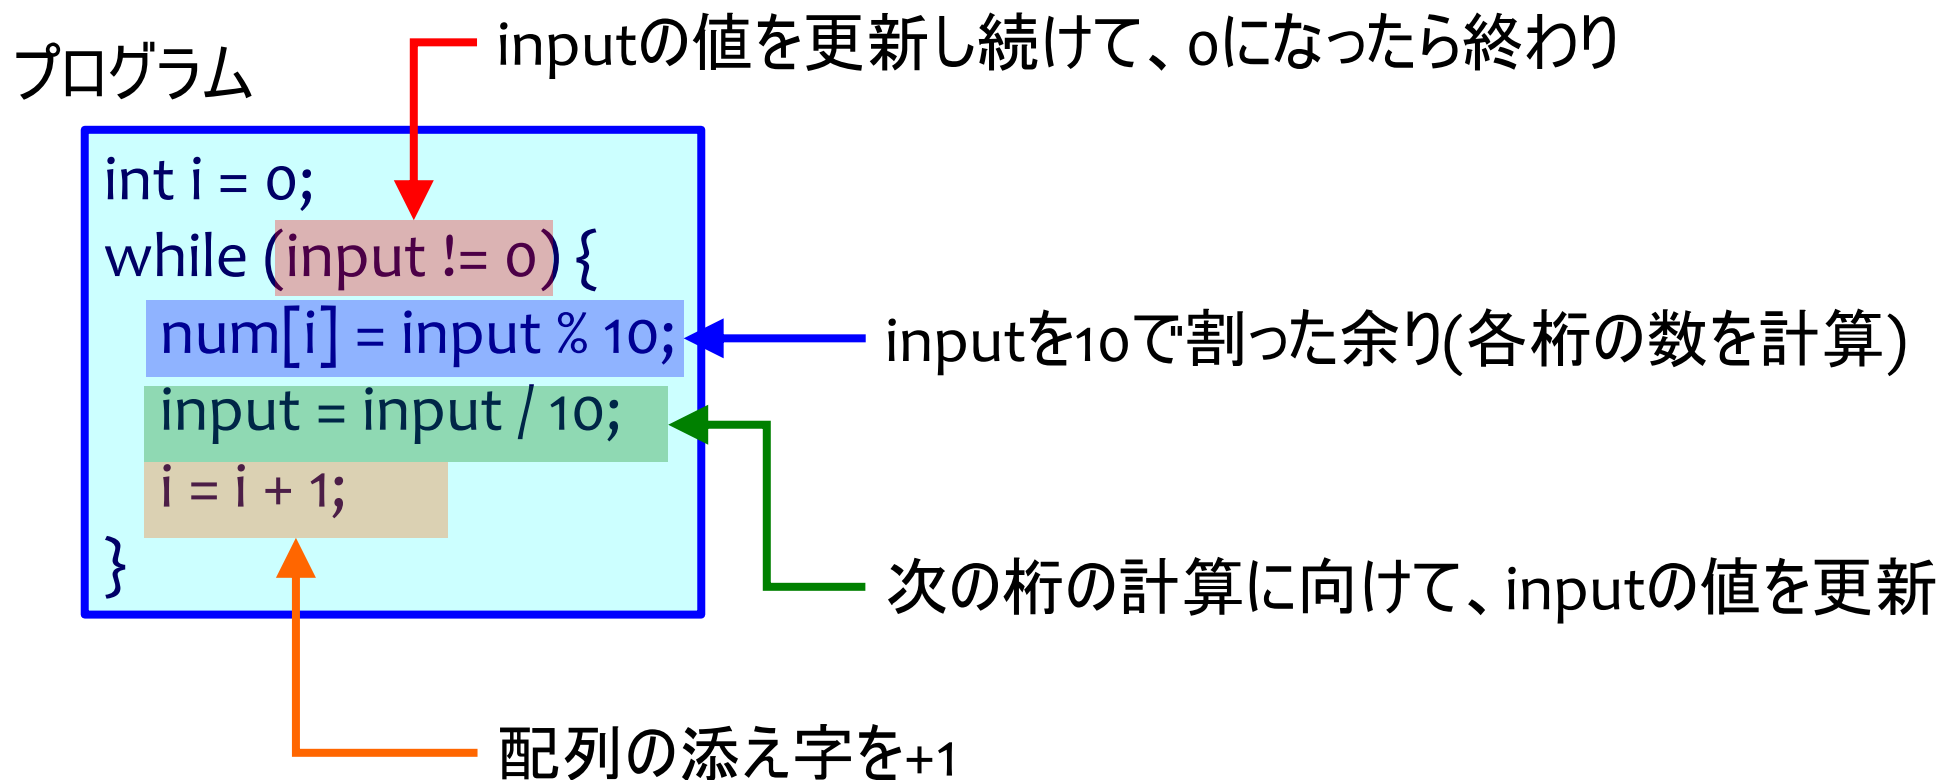 inputの値を更新し続けて、0になったら終わり
プログラム
int i = 0;
while (input != 0) {
num[i] = input % 10;
inputを10で割った余り(各桁の数を計算)
input = input / 10;
i = i + 1;
}
次の桁の計算に向けて、inputの値を更新
配列の添え字を+1